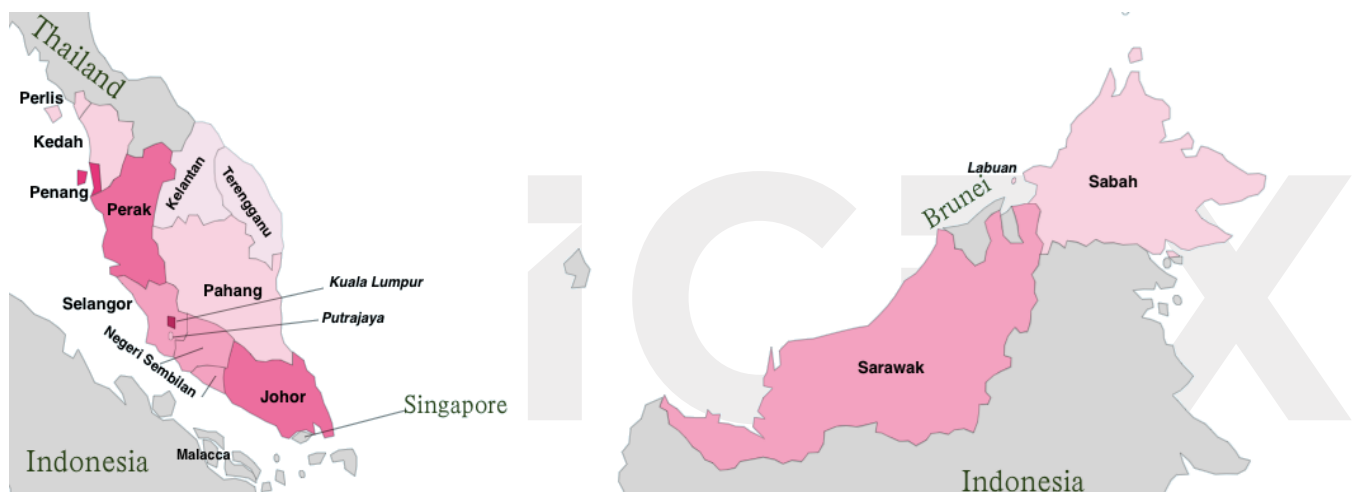 Thailand
Perlis
Kedah
Penang
Perak
Kelantan
Terengganu
Pahang
Kuala Lumpur
Selangor
Putrajaya
Negeri Sembilan
Johor
Singapore
Malacca
Indonesia
Labuan
Sabah
Brunei
Sarawak
Indonesia